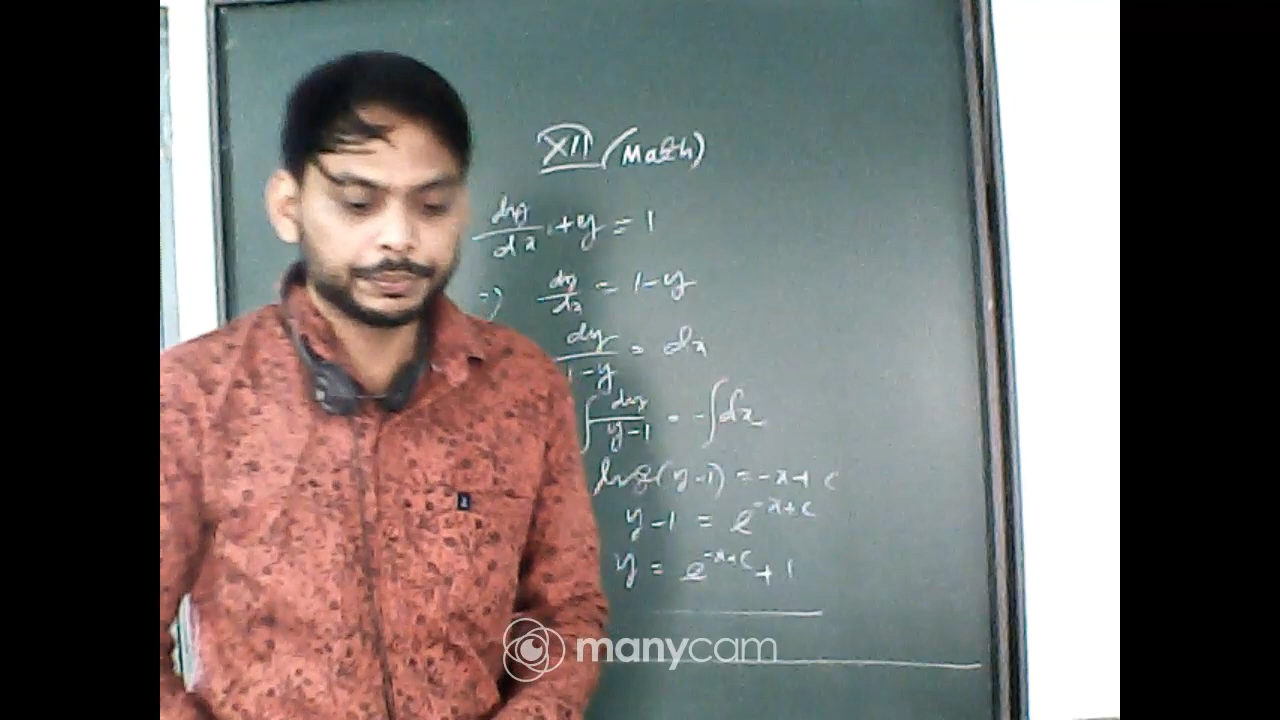 XII (Math)
dy/dx + y = 1
=> dy/dx = 1-y
dy/1-y = dx
∫ dy/y-1 = -∫dx
log(y-1) = -x+c
y-1 = e^-x+c
y = e^-x+c + 1
manycam